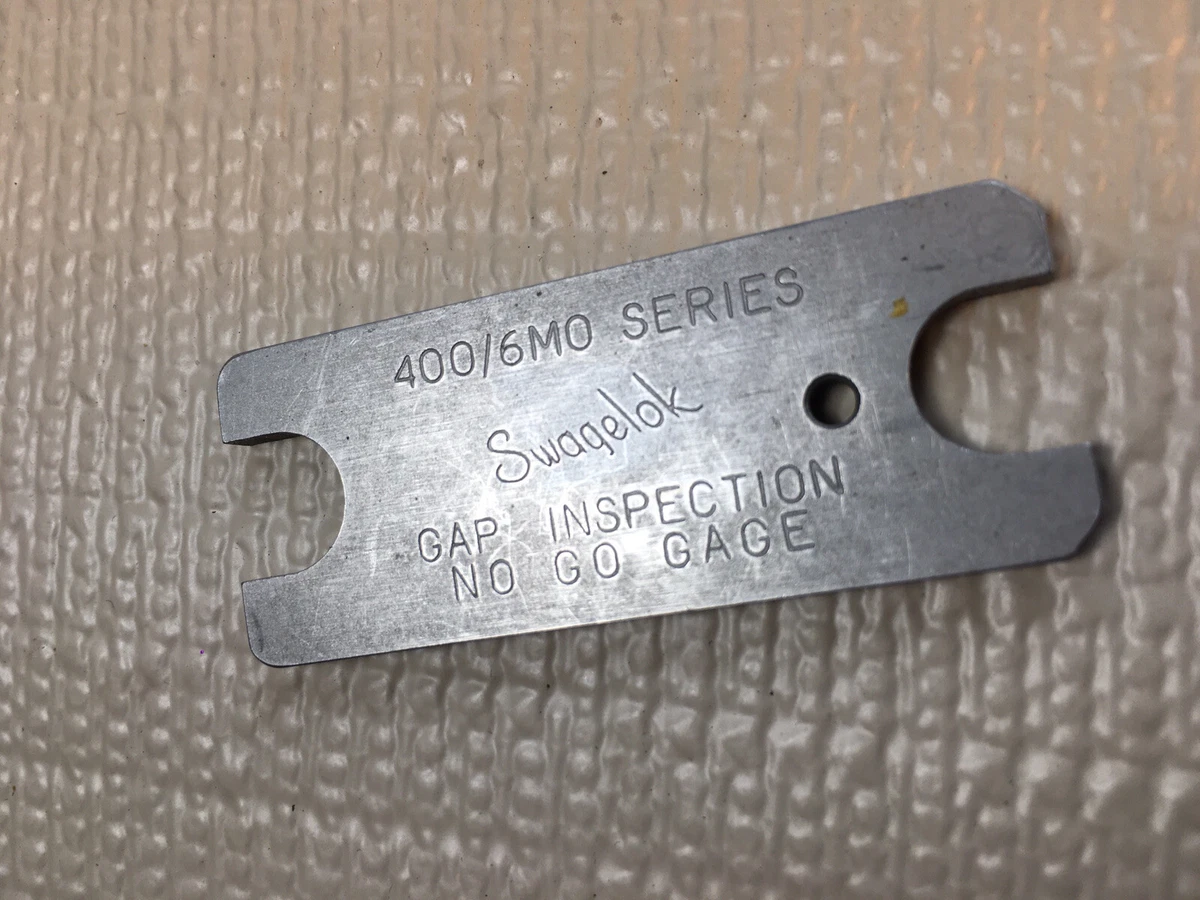 400/6MO SERIES
Swagelok
GAP INSPECTION
NO GO GAGE